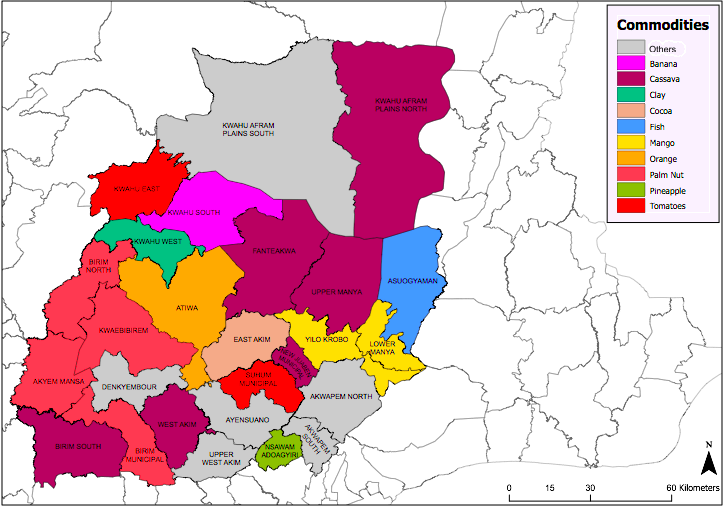 Commodities
Others
Banana
Cassava
Clay
Cocoa
Fish
Mango
Orange
Palm Nut
Pineapple
Tomatoes
KWAHU AFRAM
PLAINS NORTH
KWAHU AFRAM
PLAINS SOUTH
KWAHU EAST
KWAHU SOUTH
KWAHU WEST
FANTEAKWA
BIRIM
NORTH
ASUOGYAMAN
UPPER MANYA
ATIWA
KWAEBIBIREM
EAST AKIM
YILO KROBO
LOWER
MANYA
NEW JUABEN
MUNICIPAL
SUHUM
MUNICIPAL
AKYEM MANSA
DENKYEMBOUR
AKWAPEM NORTH
WEST AKIM
AYENSUANO
AKWAPEM
SOUTH
BIRIM SOUTH
BIRIM
MUNICIPAL
UPPER
WEST AKIM
NSAWAM
ADOAGYIRI
N
0 15 30 60 Kilometers